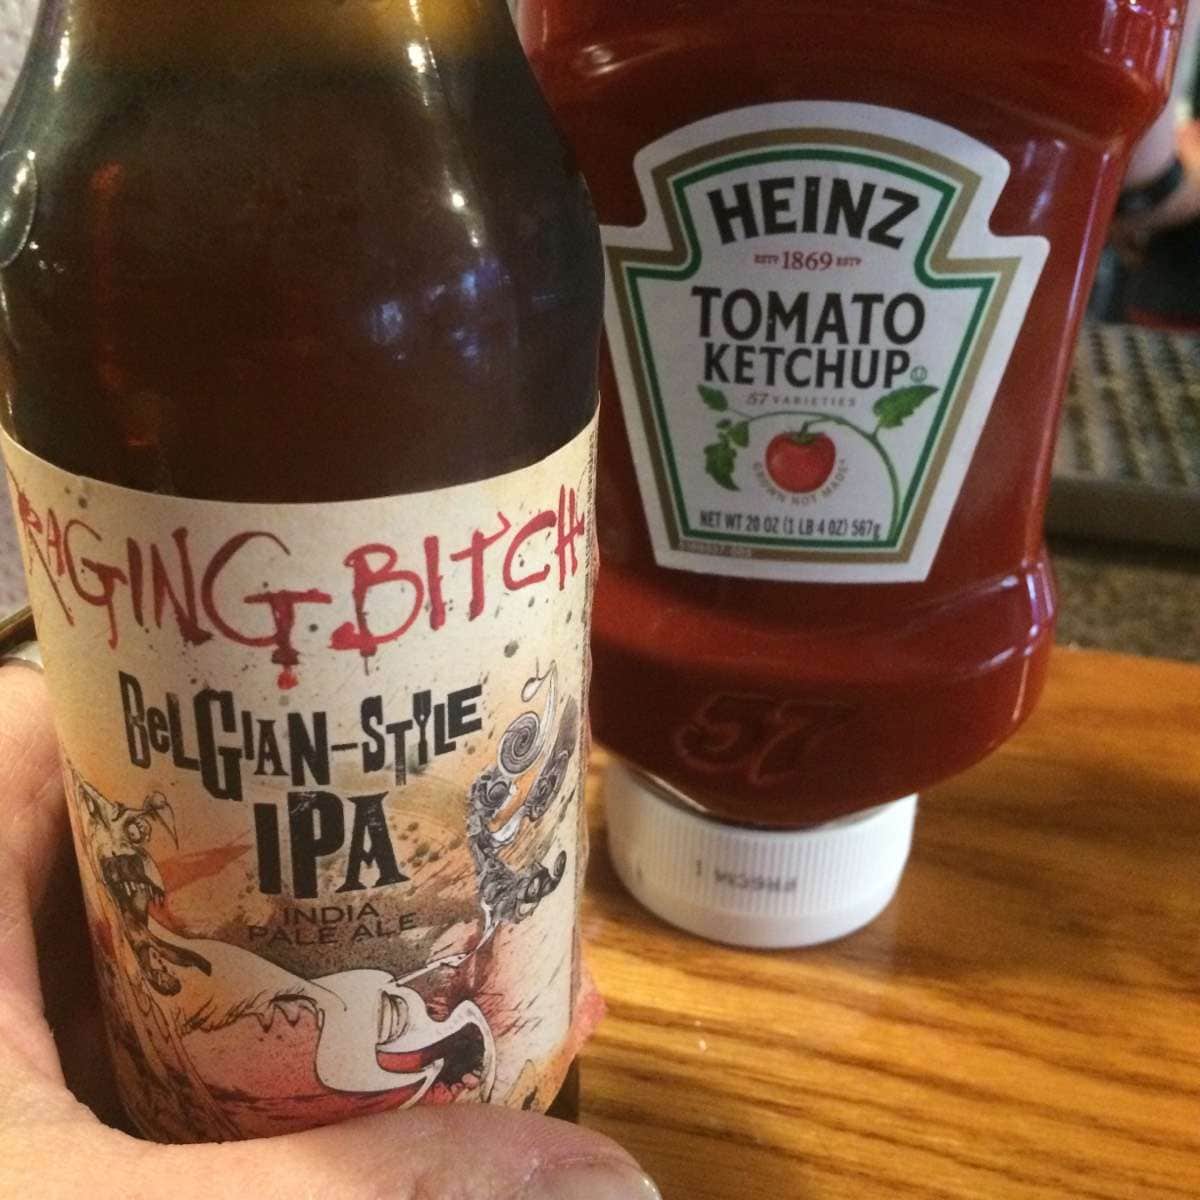 RAGING BITCH
BELGIAN-STYLE
IPA
INDIA
PALE ALE
HEINZ
ESTD 1869 ESTD
TOMATO
KETCHUP
57 VARIETIES
GROWN NOT MADE
NET WT 20 OZ (1 LB 4 OZ) 567g
57